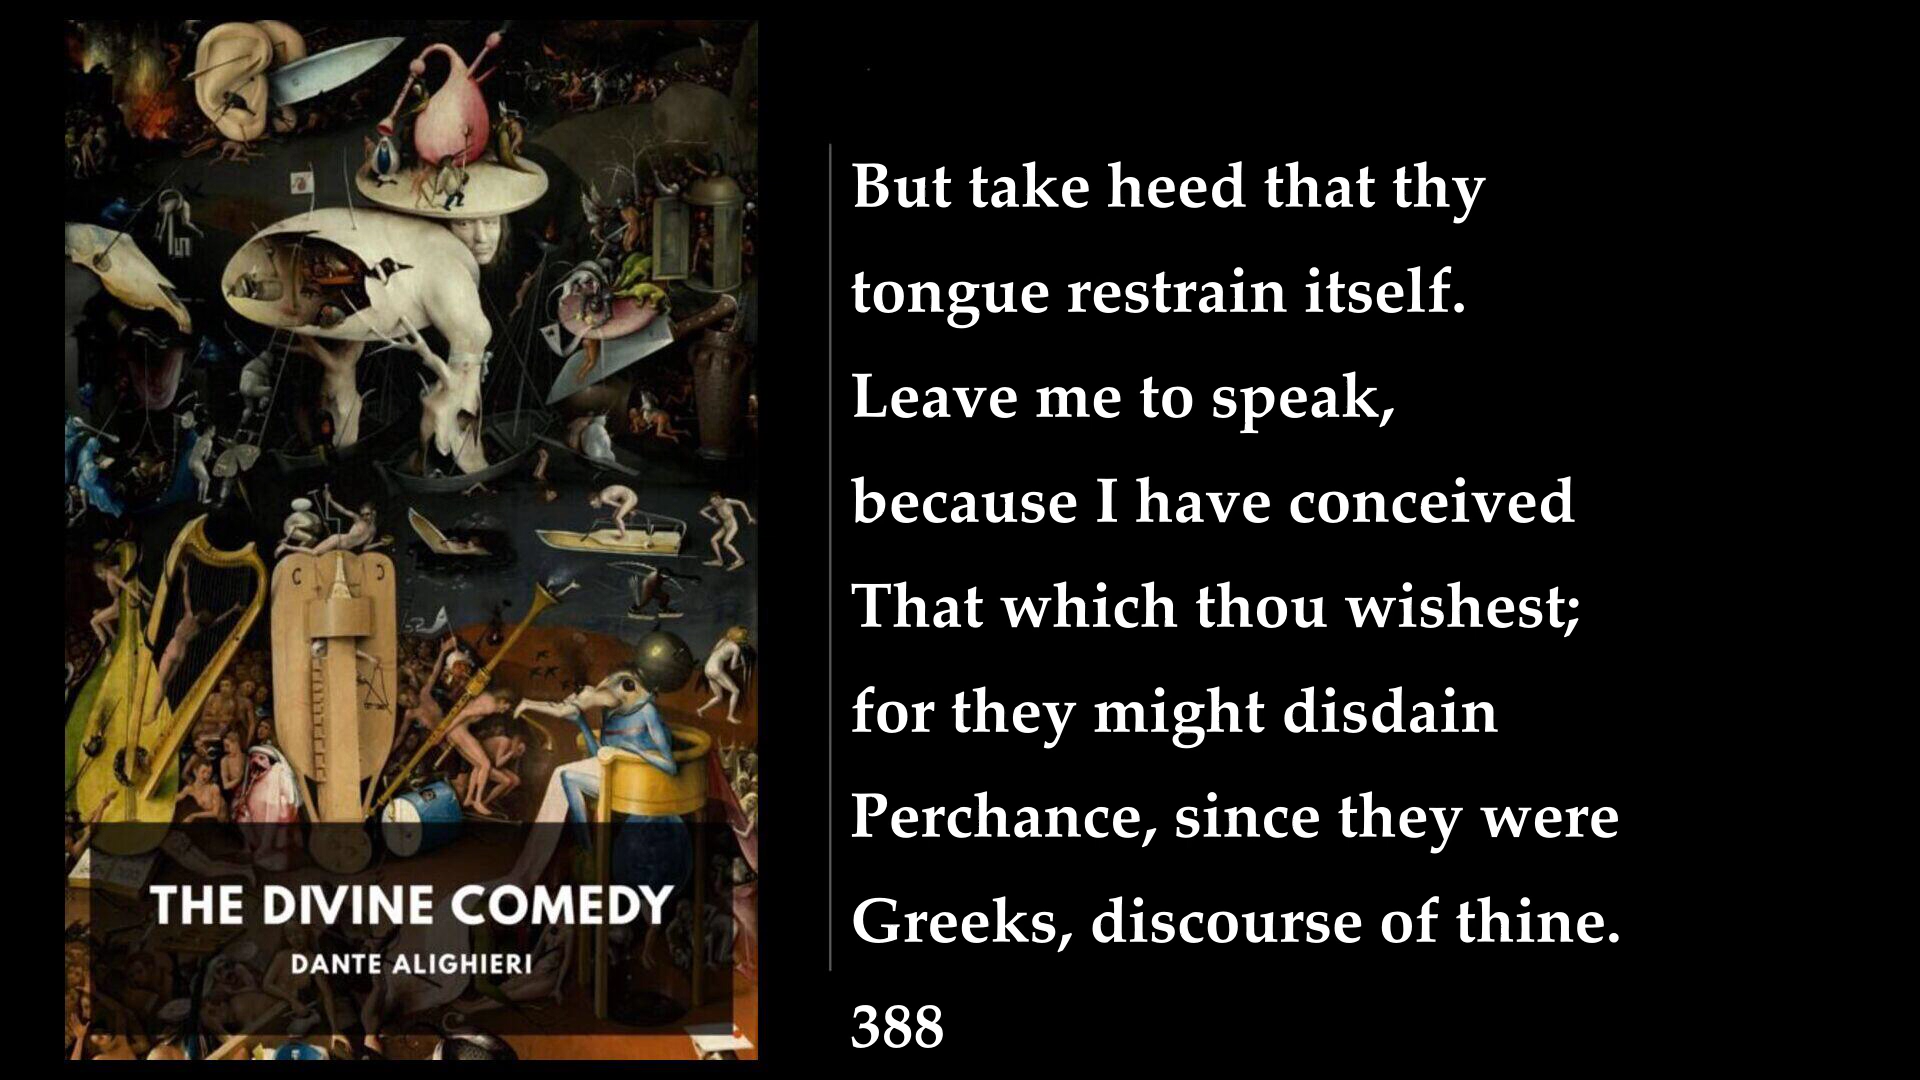 THE DIVINE COMEDY
DANTE ALIGHIERI
But take heed that thy
tongue restrain itself.
Leave me to speak,
because I have conceived
That which thou wishest;
for they might disdain
Perchance, since they were
Greeks, discourse of thine.
388